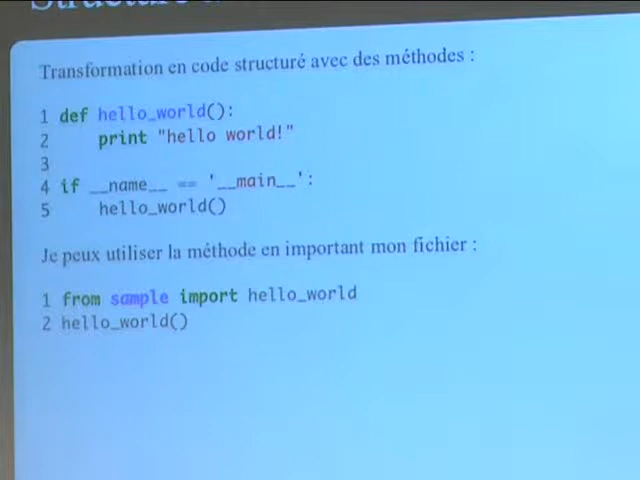 Transformation en code structuré avec des méthodes :
1 def hello_world():
2 print "hello world!"
3
4 if __name__ == '__main__':
5 hello_world()
Je peux utiliser la méthode en important mon fichier :
1 from sample import hello_world
2 hello_world()